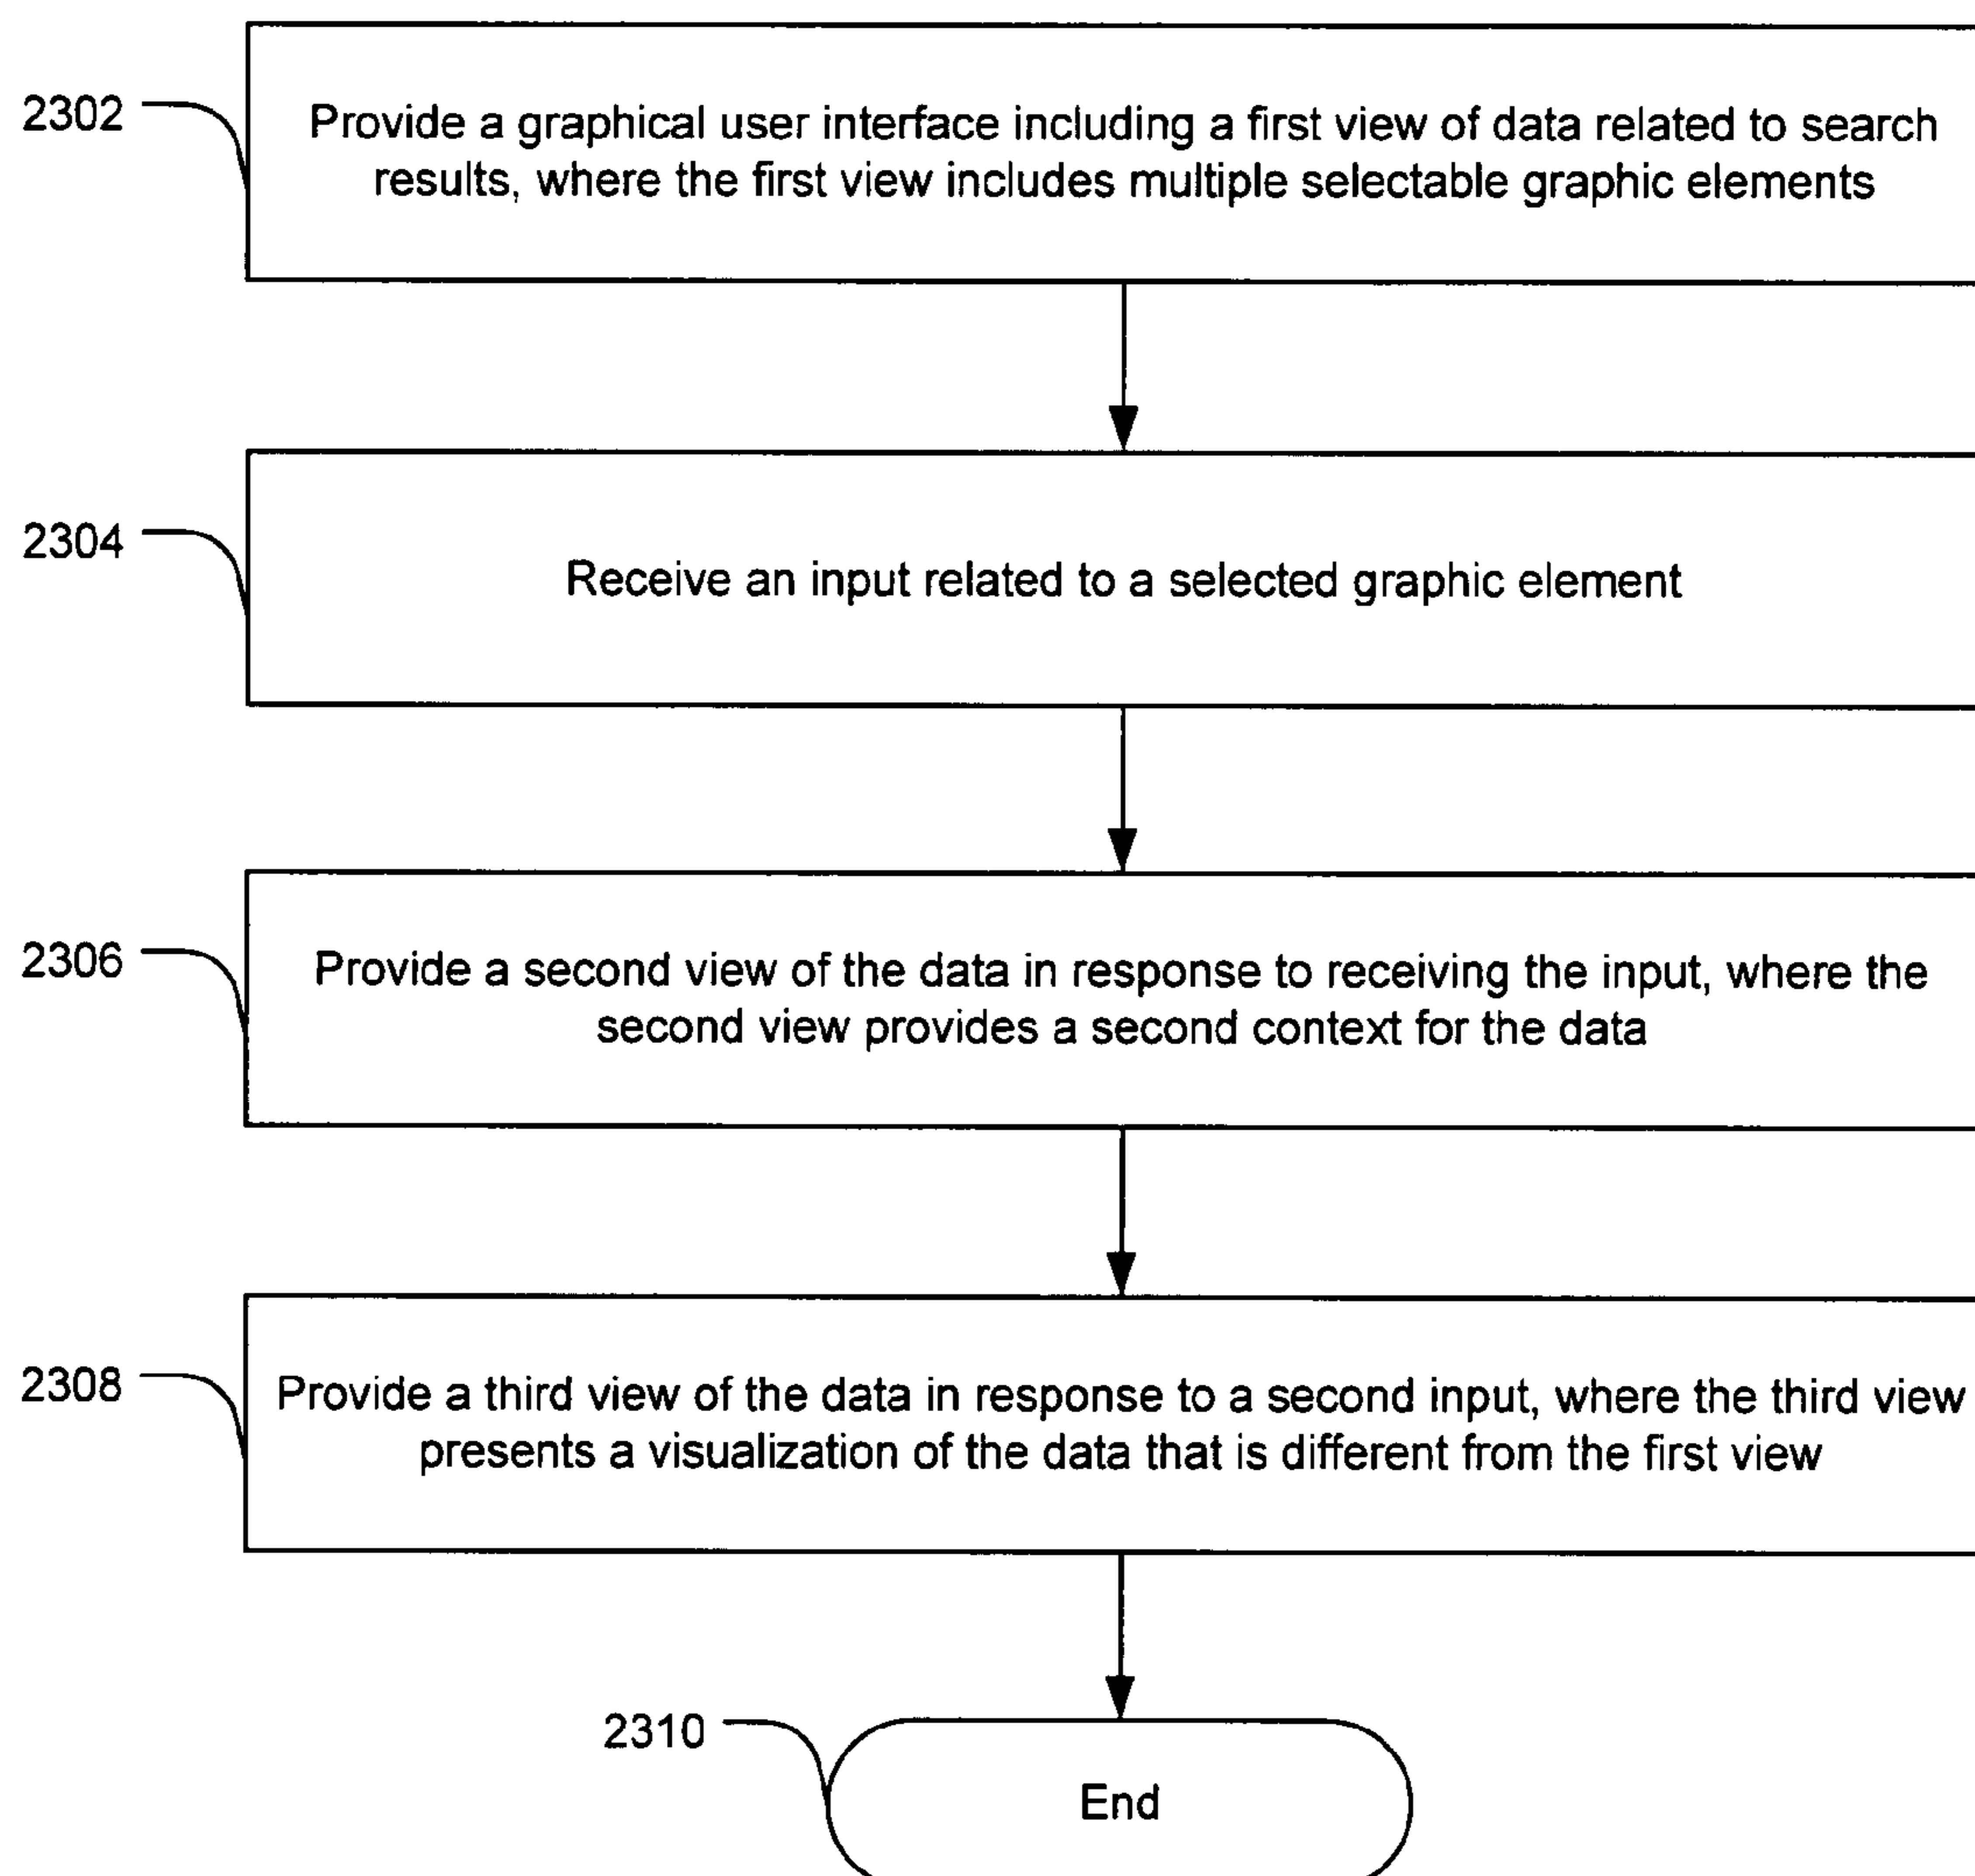 2302
Provide a graphical user interface including a first view of data related to search
results, where the first view includes multiple selectable graphic elements
2304
Receive an input related to a selected graphic element
2306
Provide a second view of the data in response to receiving the input, where the
second view provides a second context for the data
2308
Provide a third view of the data in response to a second input, where the third view
presents a visualization of the data that is different from the first view
2310
End